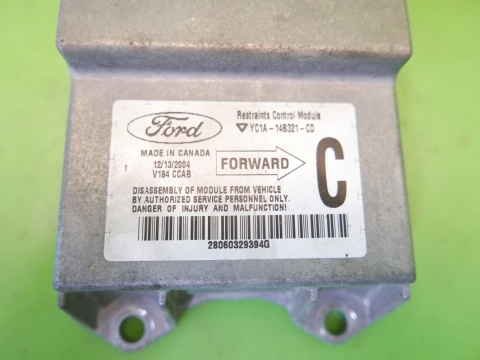 Ford
Restraints Control Module
YC1A-14B321-CD
MADE IN CANADA
12/13/2004
1 V184 CCAB
FORWARD
C
DISASSEMBLY OF MODULE FROM VEHICLE
BY AUTHORIZED SERVICE PERSONNEL ONLY.
DANGER OF INJURY AND MALFUNCTION!
28060329394G